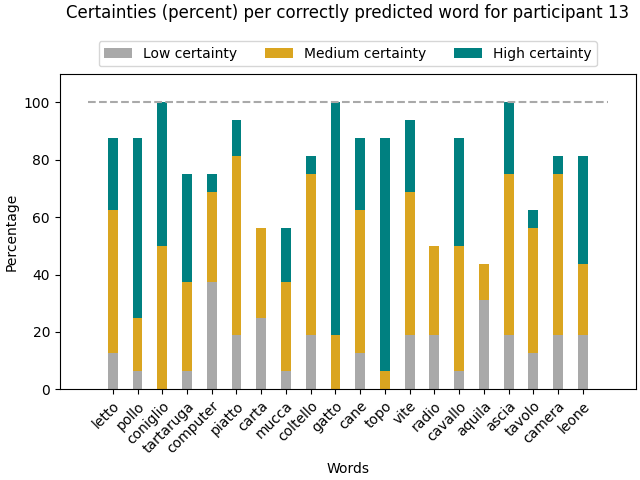 Certainties (percent) per correctly predicted word for participant 13
Low certainty Medium certainty High certainty
100
80
60
40
20
0
Percentage
letto pollo coniglio tartaruga computer piatto carta mucca coltello gatto cane topo vite radio cavallo aquila ascia tavolo camera leone
Words